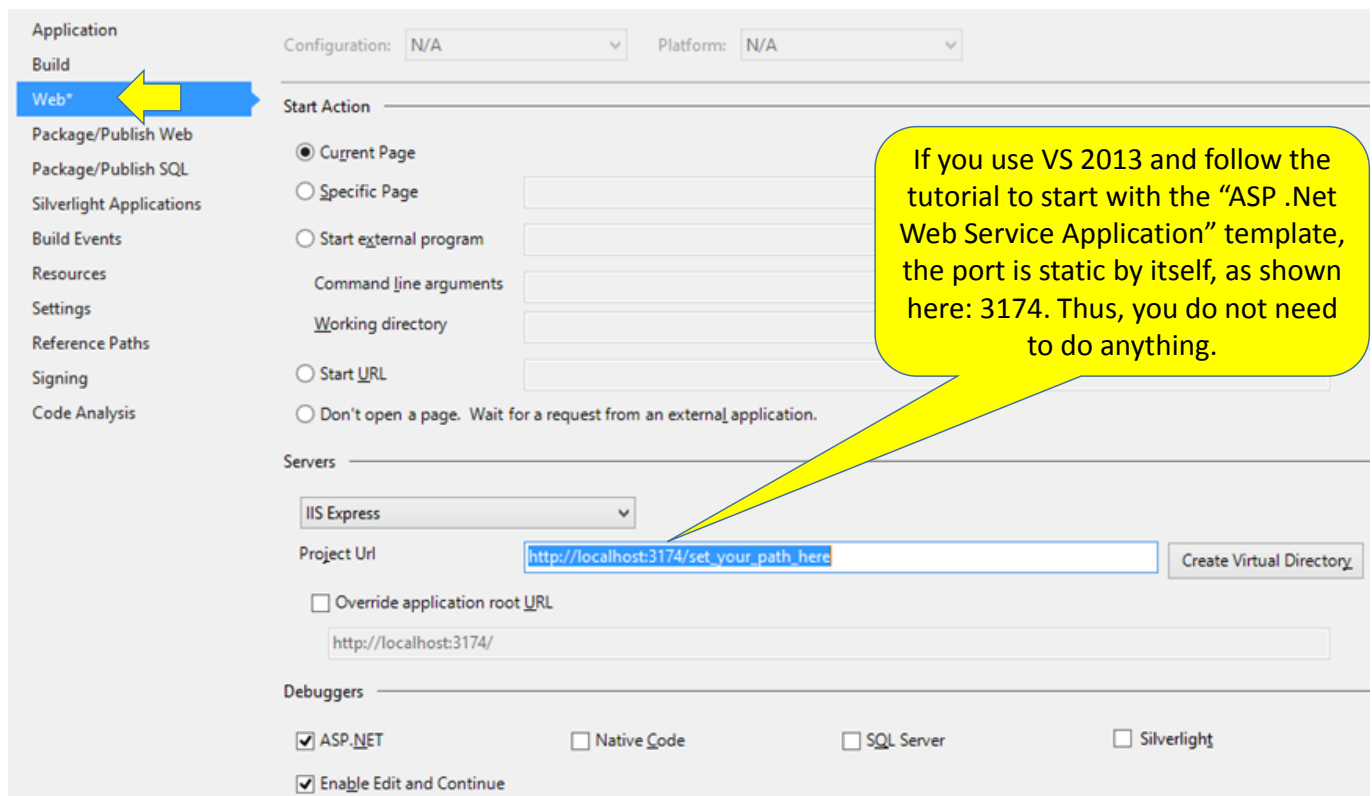 Application
Build
Web*
Package/Publish Web
Package/Publish SQL
Silverlight Applications
Build Events
Resources
Settings
Reference Paths
Signing
Code Analysis
Configuration: N/A Platform: N/A
Start Action
Current Page
Specific Page
Start external program
Command line arguments
Working directory
Start URL
Don't open a page. Wait for a request from an external application.
If you use VS 2013 and follow the
tutorial to start with the “ASP .Net
Web Service Application” template,
the port is static by itself, as shown
here: 3174. Thus, you do not need
to do anything.
Servers
IIS Express
Project Url http://localhost:3174/set_your_path_here Create Virtual Directory
Override application root URL
http://localhost:3174/
Debuggers
ASP.NET Native Code SQL Server Silverlight
Enable Edit and Continue